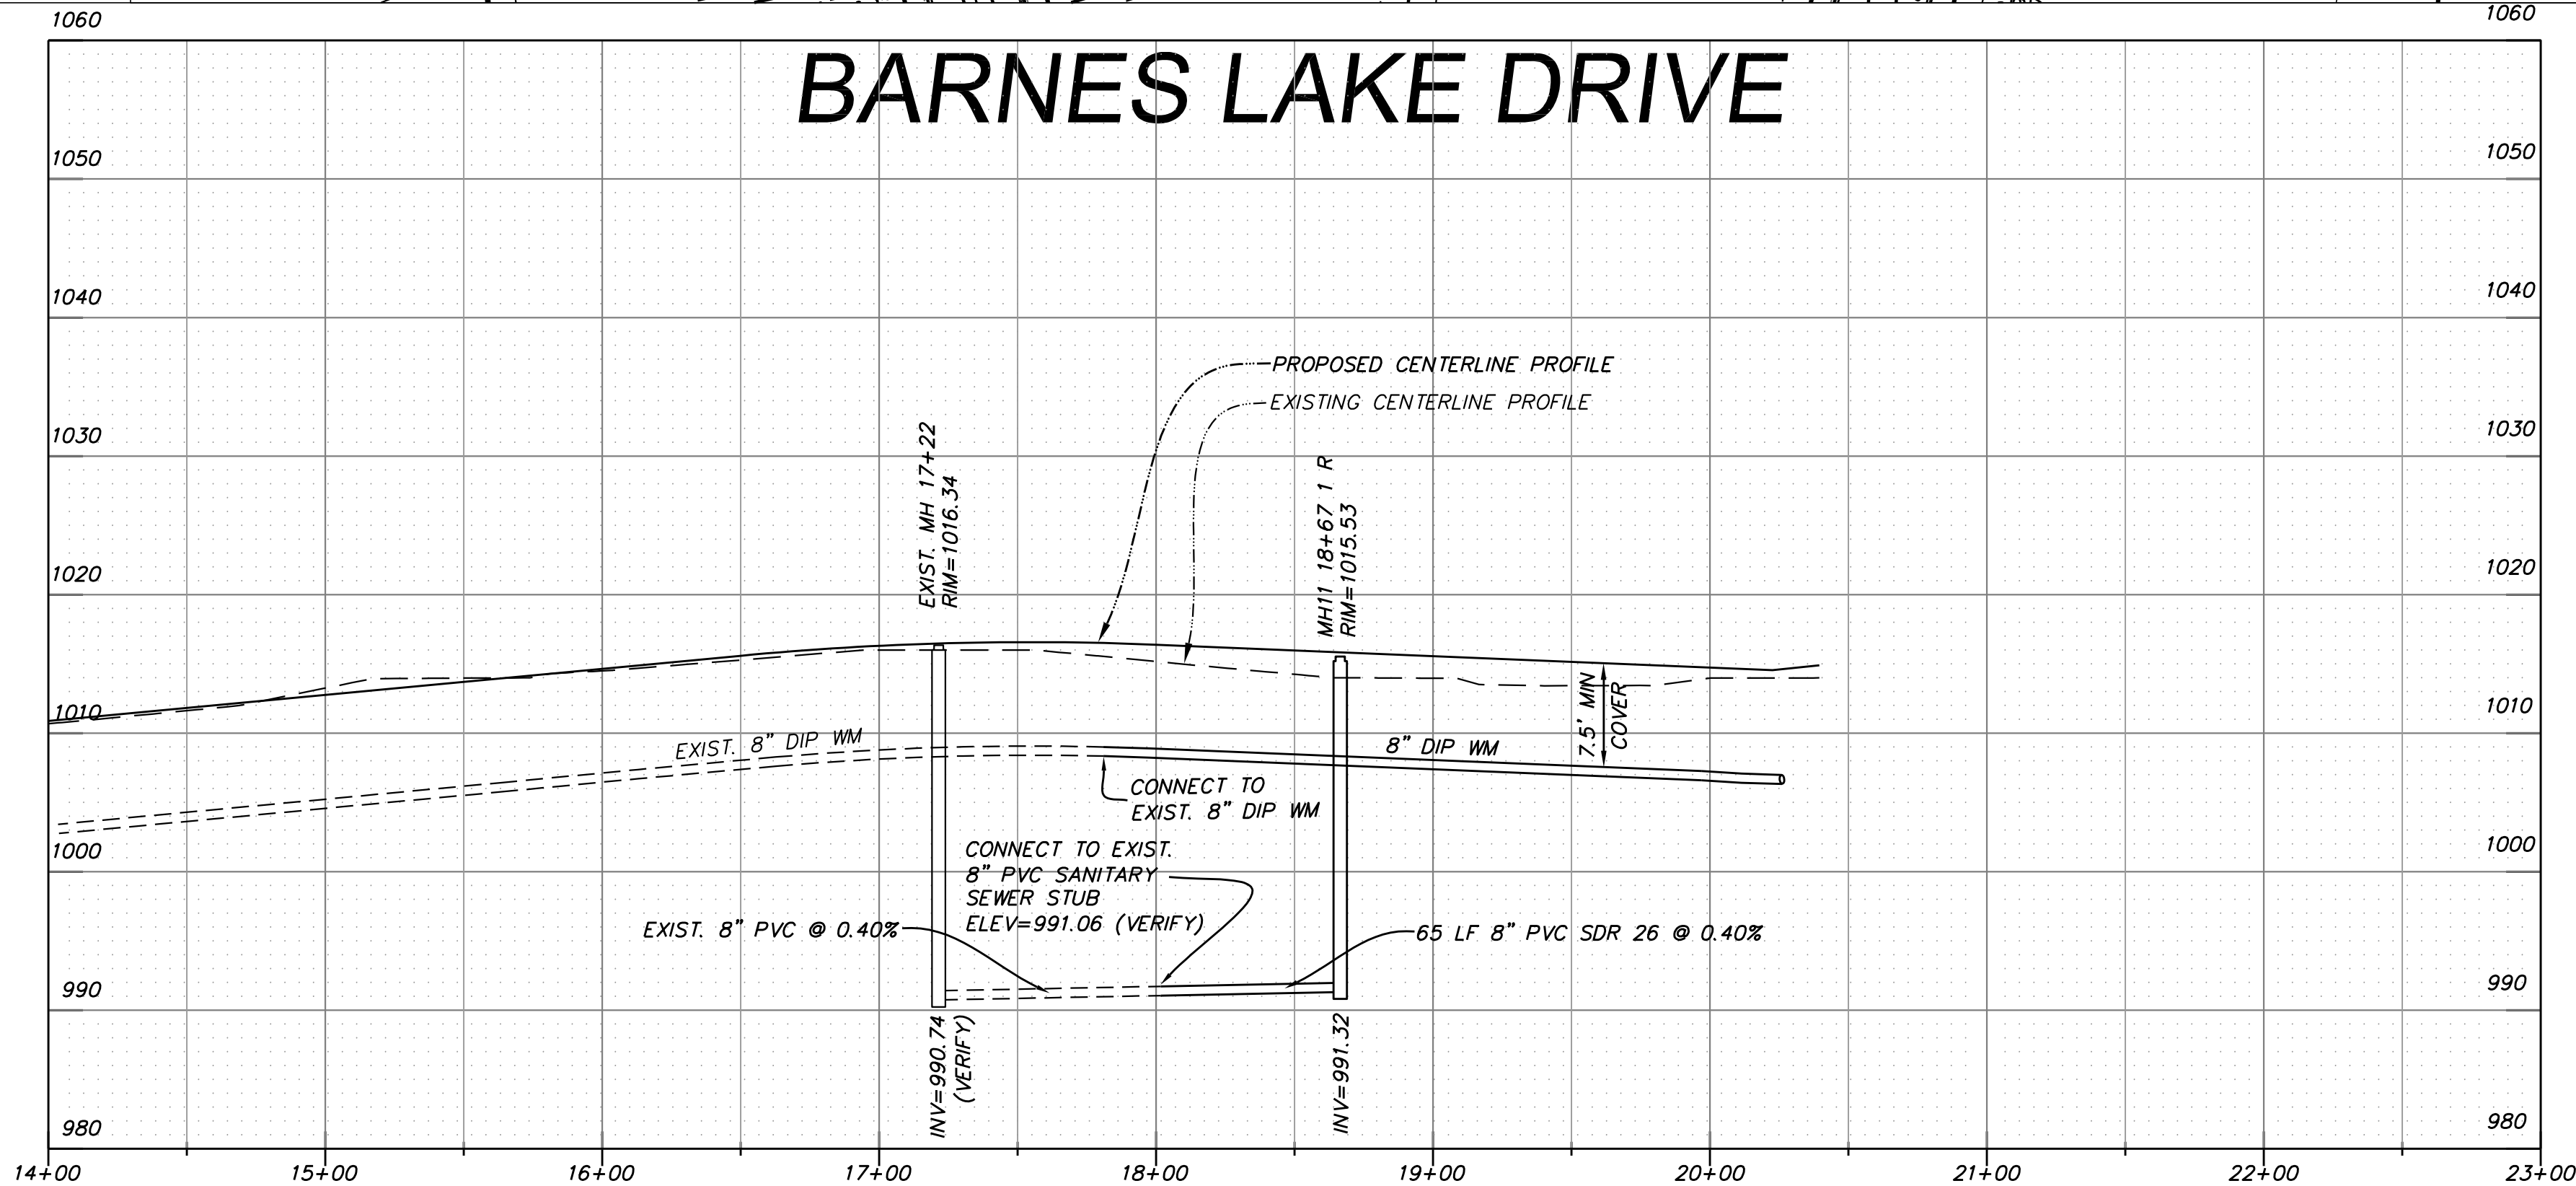 1060
1060
BARNES LAKE DRIVE
1050
1050
1040
1040
PROPOSED CENTERLINE PROFILE
EXISTING CENTERLINE PROFILE
1030
1030
EXIST. MH 17+22
RIM=1016.34
MH11 18+67 1 R
RIM=1015.53
1020
1020
1010
1010
7.5' MIN
COVER
EXIST. 8" DIP WM
8" DIP WM
CONNECT TO
EXIST. 8" DIP WM
1000
1000
CONNECT TO EXIST.
8" PVC SANITARY
SEWER STUB
ELEV=991.06 (VERIFY)
EXIST. 8" PVC @ 0.40%
65 LF 8" PVC SDR 26 @ 0.40%
990
990
INV=990.74
(VERIFY)
INV=991.32
980
980
14+00
15+00
16+00
17+00
18+00
19+00
20+00
21+00
22+00
23+00